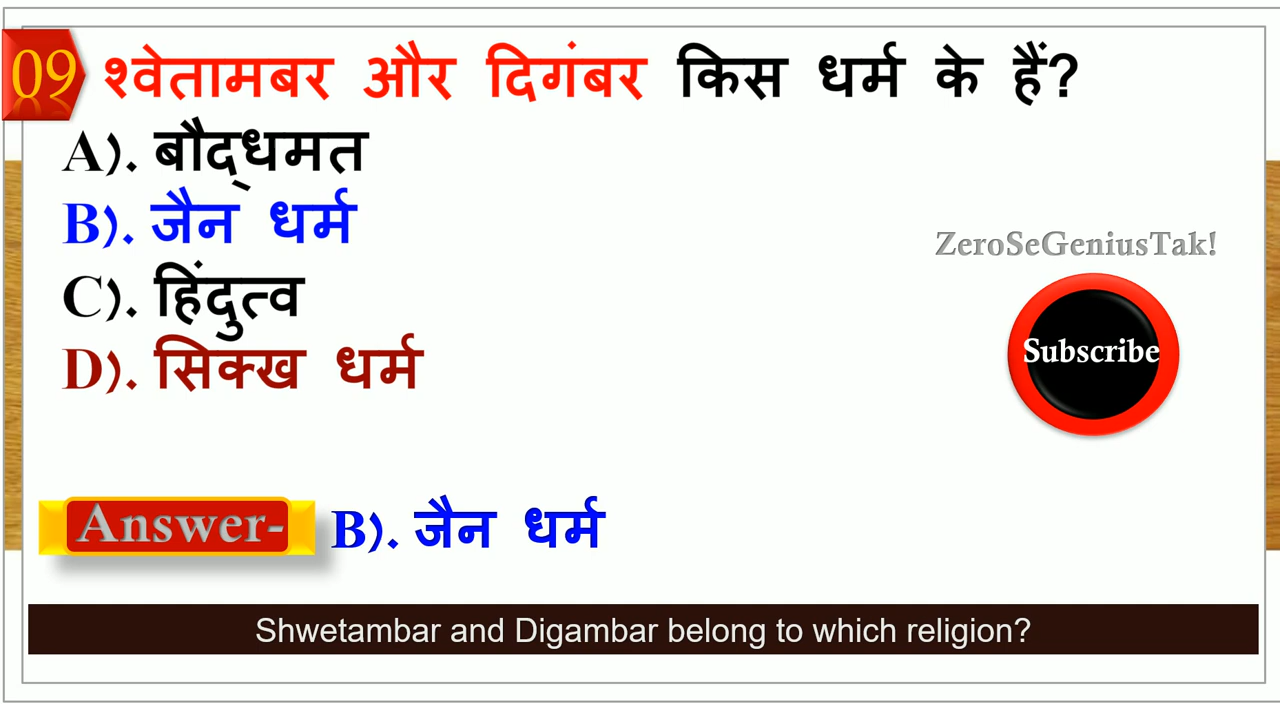 09 श्वेतामबर और दिगंबर किस धर्म के हैं?
A). बौद्धमत
B). जैन धर्म
C). हिंदुत्व
D). सिक्ख धर्म
ZeroSeGeniusTak!
Subscribe
Answer- B). जैन धर्म
Shwetambar and Digambar belong to which religion?